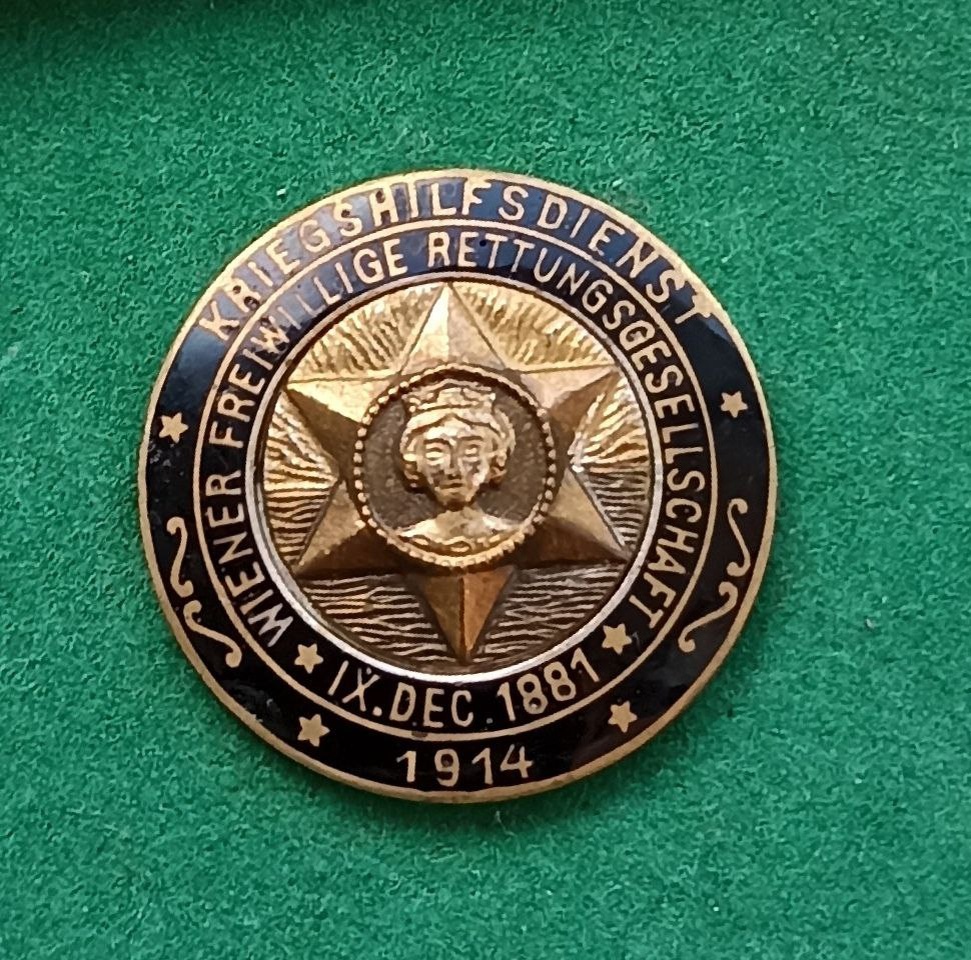 KRIEGSHILFSDIENST
WIENER FREIWILLIGE RETTUNGSGESELLSCHAFT
IX. DEC. 1881
1914